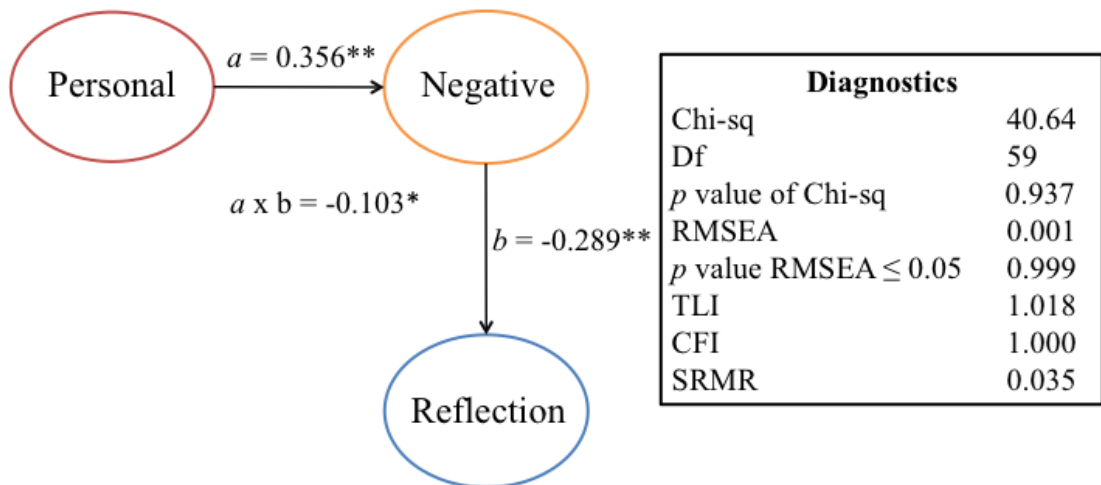 a = 0.356**
Personal
Negative
a x b = -0.103*
b = -0.289**
Reflection
Diagnostics
Chi-sq 40.64
Df 59
p value of Chi-sq 0.937
RMSEA 0.001
p value RMSEA ≤ 0.05 0.999
TLI 1.018
CFI 1.000
SRMR 0.035